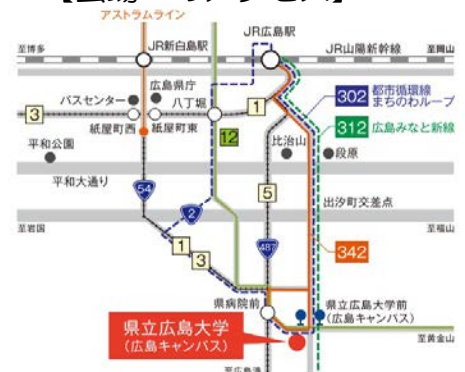 アストラムライン
JR広島駅
至博多
JR新白島駅
JR山陽新幹線
至岡山
広島県庁
バスセンター
八丁堀
1
302 都市循環線
まちのわループ
3
紙屋町西
紙屋町東
12
312 広島みなと新線
平和公園
比治山
段原
平和大通り
54
5
2
出汐町交差点
至岩国
至福山
1
487
342
3
県病院前
県立広島大学前
(広島キャンパス)
県立広島大学
(広島キャンパス)
至黄金山